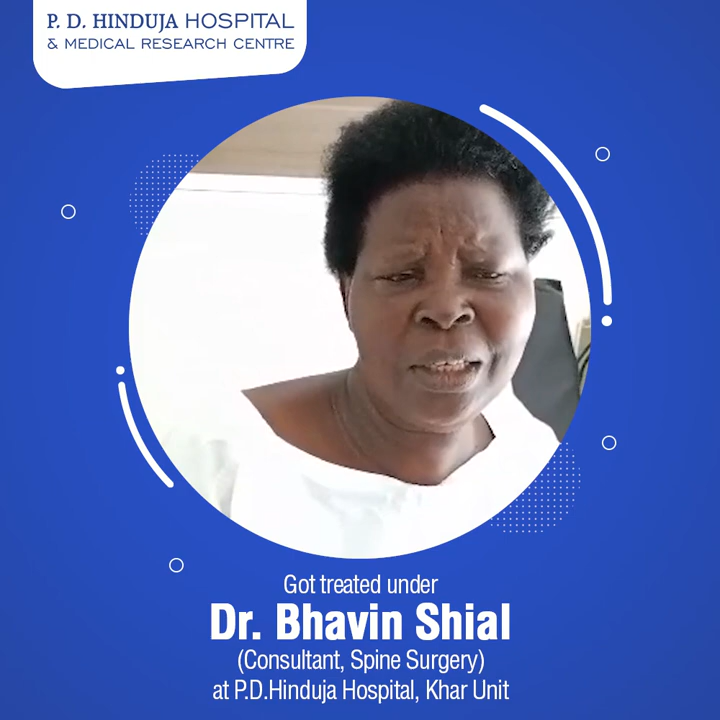 P. D. HINDUJA HOSPITAL
& MEDICAL RESEARCH CENTRE
Got treated under
Dr. Bhavin Shial
(Consultant, Spine Surgery)
at P.D.Hinduja Hospital, Khar Unit